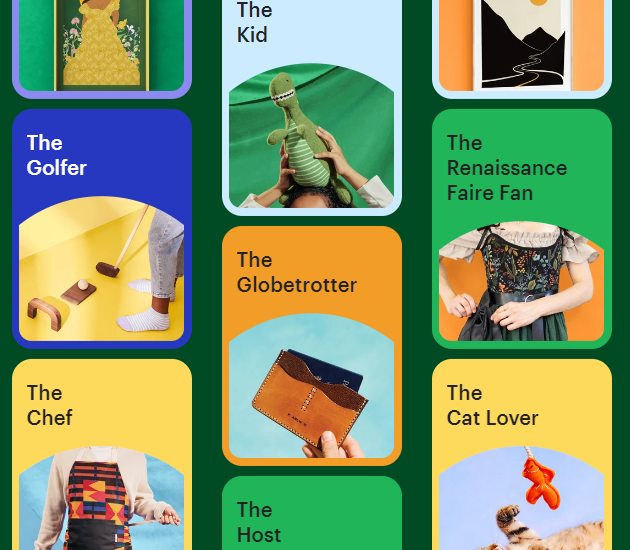 The
Kid
The
Golfer
The
Renaissance
Faire Fan
The
Globetrotter
The
Chef
The
Cat Lover
The
Host